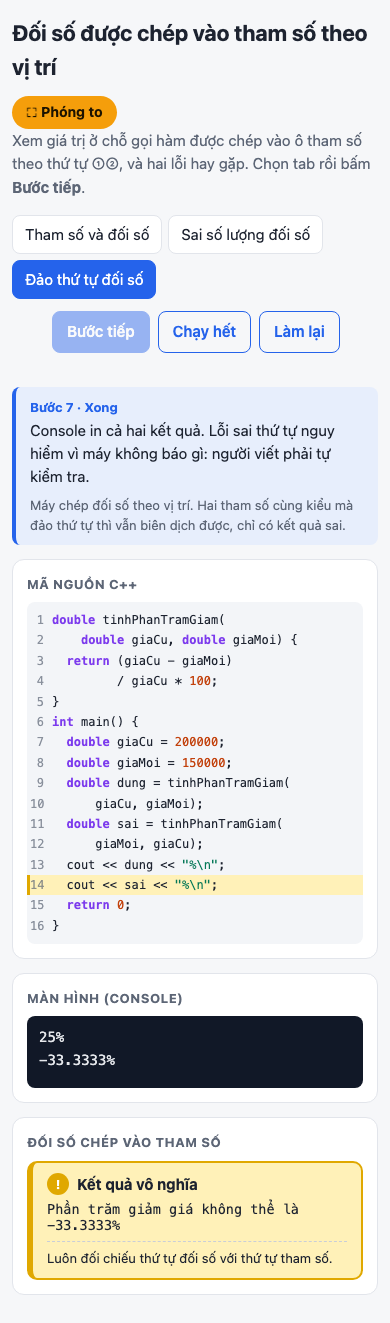 Đối số được chép vào tham số theo
vị trí
⛶ Phóng to
Xem giá trị ở chỗ gọi hàm được chép vào ô tham số
theo thứ tự ①②, và hai lỗi hay gặp. Chọn tab rồi bấm
Bước tiếp.
Tham số và đối số
Sai số lượng đối số
Đảo thứ tự đối số
Bước tiếp
Chạy hết
Làm lại
Bước 7 · Xong
Console in cả hai kết quả. Lỗi sai thứ tự nguy
hiểm vì máy không báo gì: người viết phải tự
kiểm tra.
Máy chép đối số theo vị trí. Hai tham số cùng kiểu mà
đảo thứ tự thì vẫn biên dịch được, chỉ có kết quả sai.
MÃ NGUỒN C++
1 double tinhPhanTramGiam(
2     double giaCu, double giaMoi) {
3   return (giaCu - giaMoi)
4          / giaCu * 100;
5 }
6 int main() {
7   double giaCu = 200000;
8   double giaMoi = 150000;
9   double dung = tinhPhanTramGiam(
10       giaCu, giaMoi);
11   double sai = tinhPhanTramGiam(
12       giaMoi, giaCu);
13   cout << dung << "%\n";
14   cout << sai << "%\n";
15   return 0;
16 }
MÀN HÌNH (CONSOLE)
25%
-33.3333%
ĐỐI SỐ CHÉP VÀO THAM SỐ
! Kết quả vô nghĩa
Phần trăm giảm giá không thể là
-33.3333%
Luôn đối chiếu thứ tự đối số với thứ tự tham số.